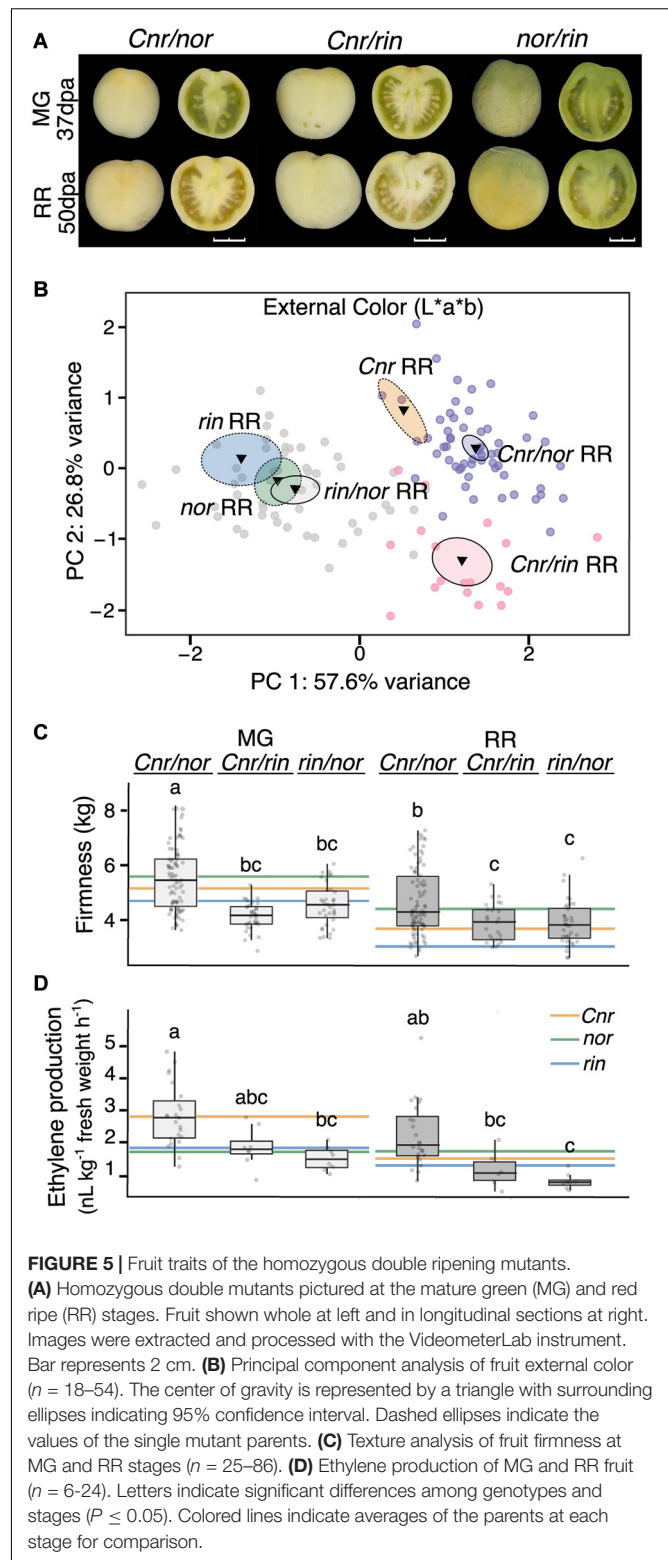 A
Cnr/nor Cnr/rin nor/rin
MG
37dpa
RR
50dpa
B
External Color (L*a*b)
PC 2: 26.8% variance
2
1
0
−1
−2
Cnr RR
rin RR
Cnr/nor RR
nor RR
rin/nor RR
Cnr/rin RR
−2 0 2
PC 1: 57.6% variance
C
MG RR
Cnr/nor Cnr/rin rin/nor Cnr/nor Cnr/rin rin/nor
Firmness (kg)
8
6
4
a bc bc b c c
D
Ethylene production
(nL kg⁻¹ fresh weight h⁻¹)
5
4
3
2
1
a abc bc ab bc c
Cnr
nor
rin
FIGURE 5 | Fruit traits of the homozygous double ripening mutants.
(A) Homozygous double mutants pictured at the mature green (MG) and red
ripe (RR) stages. Fruit shown whole at left and in longitudinal sections at right.
Images were extracted and processed with the VideometerLab instrument.
Bar represents 2 cm. (B) Principal component analysis of fruit external color
(n = 18–54). The center of gravity is represented by a triangle with surrounding
ellipses indicating 95% confidence interval. Dashed ellipses indicate the
values of the single mutant parents. (C) Texture analysis of fruit firmness at
MG and RR stages (n = 25–86). (D) Ethylene production of MG and RR fruit
(n = 6-24). Letters indicate significant differences among genotypes and
stages (P ≤ 0.05). Colored lines indicate averages of the parents at each
stage for comparison.